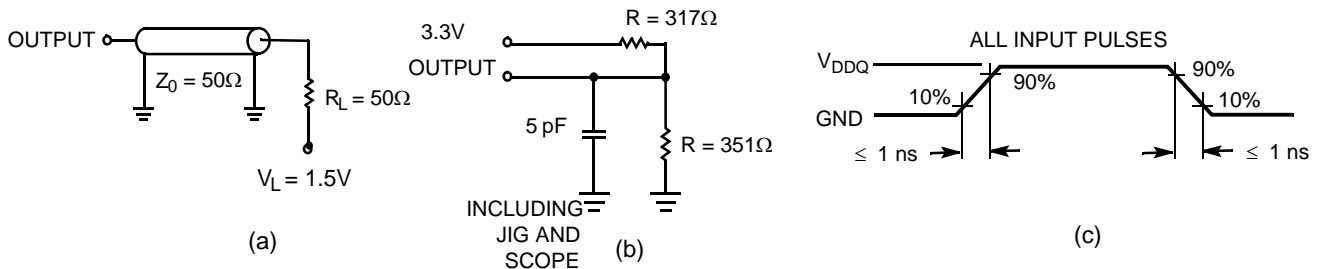 OUTPUT
Z0 = 50Ω
RL = 50Ω
VL = 1.5V
(a)
R = 317Ω
3.3V
OUTPUT
5 pF
R = 351Ω
INCLUDING
JIG AND
SCOPE
(b)
ALL INPUT PULSES
VDDQ
90%
90%
10%
10%
GND
≤ 1 ns
≤ 1 ns
(c)